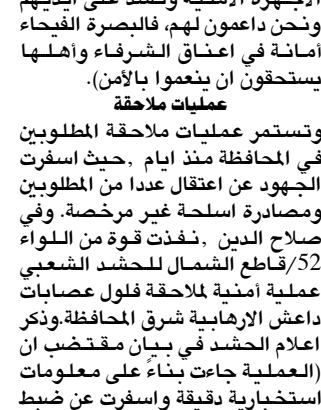 الاجهزة الامنية ونشد على ايديهم
ونحن داعمون لهم، فالبصرة الفيحاء
أمانة في اعناق الشرفاء وأهلها
يستحقون ان ينعموا بالأمن).
عمليات ملاحقة
وتستمر عمليات ملاحقة المطلوبين
في المحافظة منذ ايام ,حيث اسفرت
الجهود عن اعتقال عددا من المطلوبين
ومصادرة اسلحة غير مرخصة. وفي
صلاح الدين ,نفذت قوة من اللواء
52/قاطع الشمال للحشد الشعبي
عملية أمنية لملاحقة فلول عصابات
داعش الارهابية شرق المحافظة.وذكر
اعلام الحشد في بيان مقتضب ان
(العملية جاءت بناءً على معلومات
استخبارية دقيقة واسفرت عن ضبط